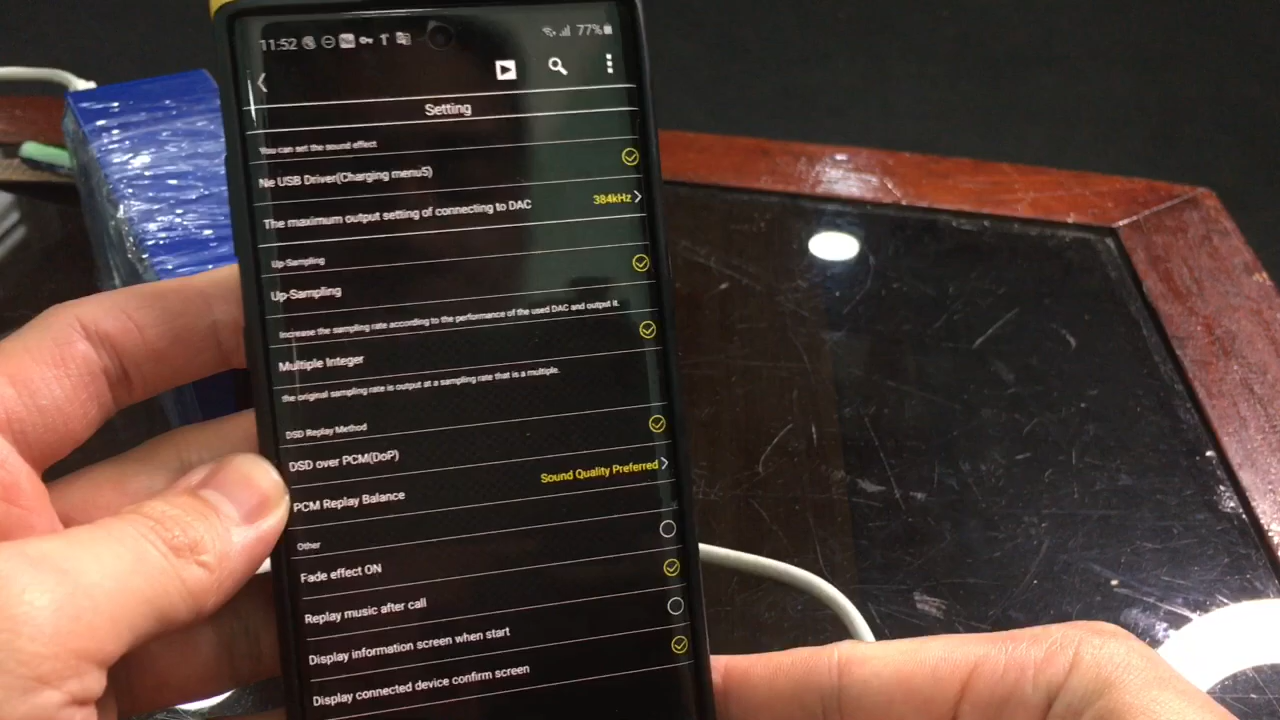 11:52 77%
Setting
You can set the sound effect
Ne USB Driver(Charging menu5)
The maximum output setting of connecting to DAC 384kHz
Up-Sampling
Up-Sampling
Increase the sampling rate according to the performance of the used DAC and output it.
Multiple Integer
the original sampling rate is output at a sampling rate that is a multiple.
DSD Replay Method
DSD over PCM(DoP)
PCM Replay Balance Sound Quality Preferred
Other
Fade effect ON
Replay music after call
Display information screen when start
Display connected device confirm screen